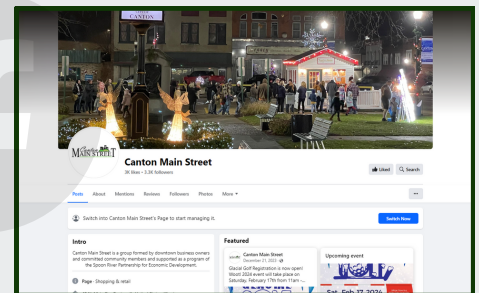 CANTON
Canton
MAIN STREET
Canton Main Street
3K likes • 3.3K followers
Liked
Search
Posts
About
Mentions
Reviews
Followers
Photos
More
Switch into Canton Main Street's Page to start managing it.
Switch Now
Intro
Canton Main Street is a group formed by downtown business owners
and committed community members and supported as a program of
the Spoon River Partnership for Economic Development.
Page · Shopping & retail
Featured
Canton Main Street
December 21, 2023
Glacial Golf Registration is now open!
Woot! 2024 event will take place on
Saturday, February 17th from 11am -...
Upcoming event
Sat, Feb 17, 2024